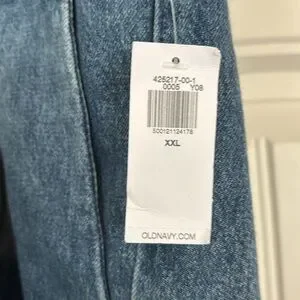 425217-00-1
0005 Y08
500121124178
XXL
OLDNAVY.COM